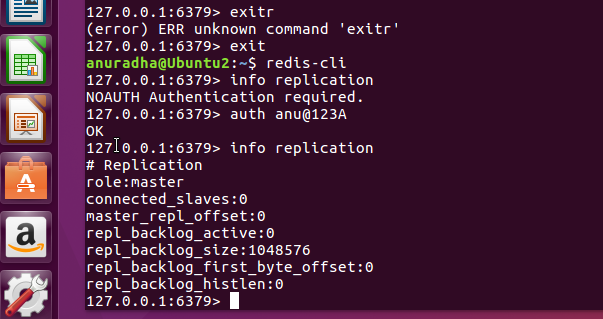 127.0.0.1:6379> exitr
(error) ERR unknown command 'exitr'
127.0.0.1:6379> exit
anuradha@Ubuntu2:~$ redis-cli
127.0.0.1:6379> info replication
NOAUTH Authentication required.
127.0.0.1:6379> auth anu@123A
OK
127.0.0.1:6379> info replication
# Replication
role:master
connected_slaves:0
master_repl_offset:0
repl_backlog_active:0
repl_backlog_size:1048576
repl_backlog_first_byte_offset:0
repl_backlog_histlen:0
127.0.0.1:6379>